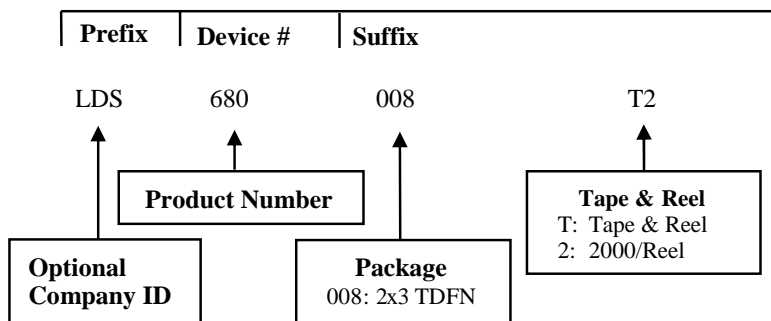 Prefix Device # Suffix
LDS 680 008 T2
Product Number
Tape & Reel
T: Tape & Reel
2: 2000/Reel
Optional
Company ID
Package
008: 2x3 TDFN